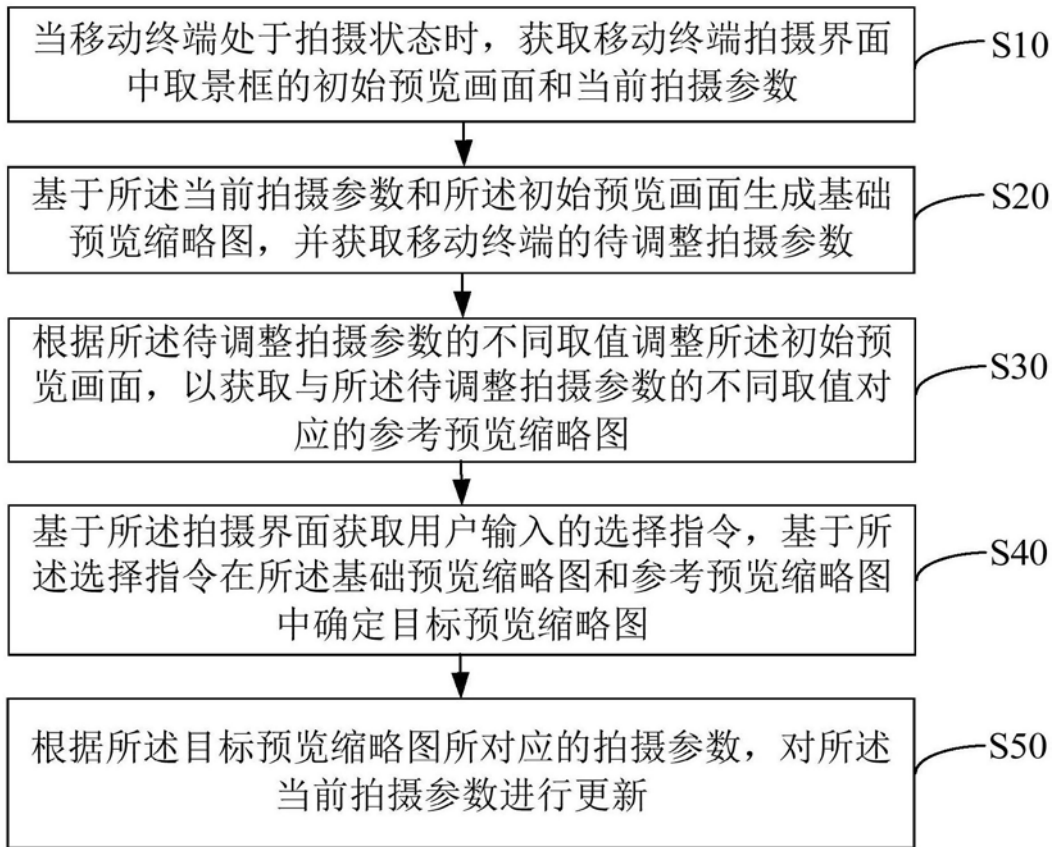 当移动终端处于拍摄状态时，获取移动终端拍摄界面
中取景框的初始预览画面和当前拍摄参数
S10
基于所述当前拍摄参数和所述初始预览画面生成基础
预览缩略图，并获取移动终端的待调整拍摄参数
S20
根据所述待调整拍摄参数的不同取值调整所述初始预
览画面，以获取与所述待调整拍摄参数的不同取值对
应的参考预览缩略图
S30
基于所述拍摄界面获取用户输入的选择指令，基于所
述选择指令在所述基础预览缩略图和参考预览缩略图
中确定目标预览缩略图
S40
根据所述目标预览缩略图所对应的拍摄参数，对所述
当前拍摄参数进行更新
S50